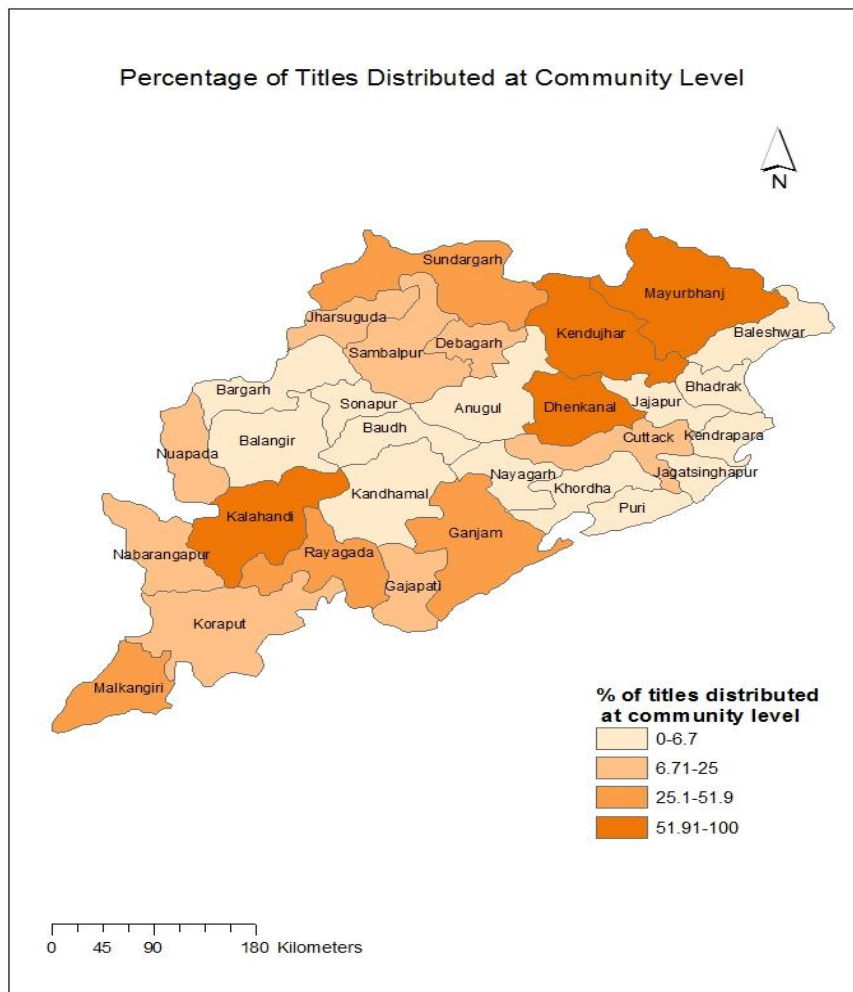 Percentage of Titles Distributed at Community Level
N
Sundargarh
Mayurbhanj
Jharsuguda
Kendujhar
Baleshwar
Debagarh
Sambalpur
Bhadrak
Bargarh
Sonapur
Anugul
Dhenkanal
Jajapur
Balangir
Baudh
Cuttack
Kendrapara
Nuapada
Nayagarh
Jagatsinghapur
Khordha
Kandhamal
Puri
Kalahandi
Ganjam
Nabarangapur
Rayagada
Gajapati
Koraput
Malkangiri
% of titles distributed
at community level
0-6.7
6.71-25
25.1-51.9
51.91-100
0 45 90 180 Kilometers